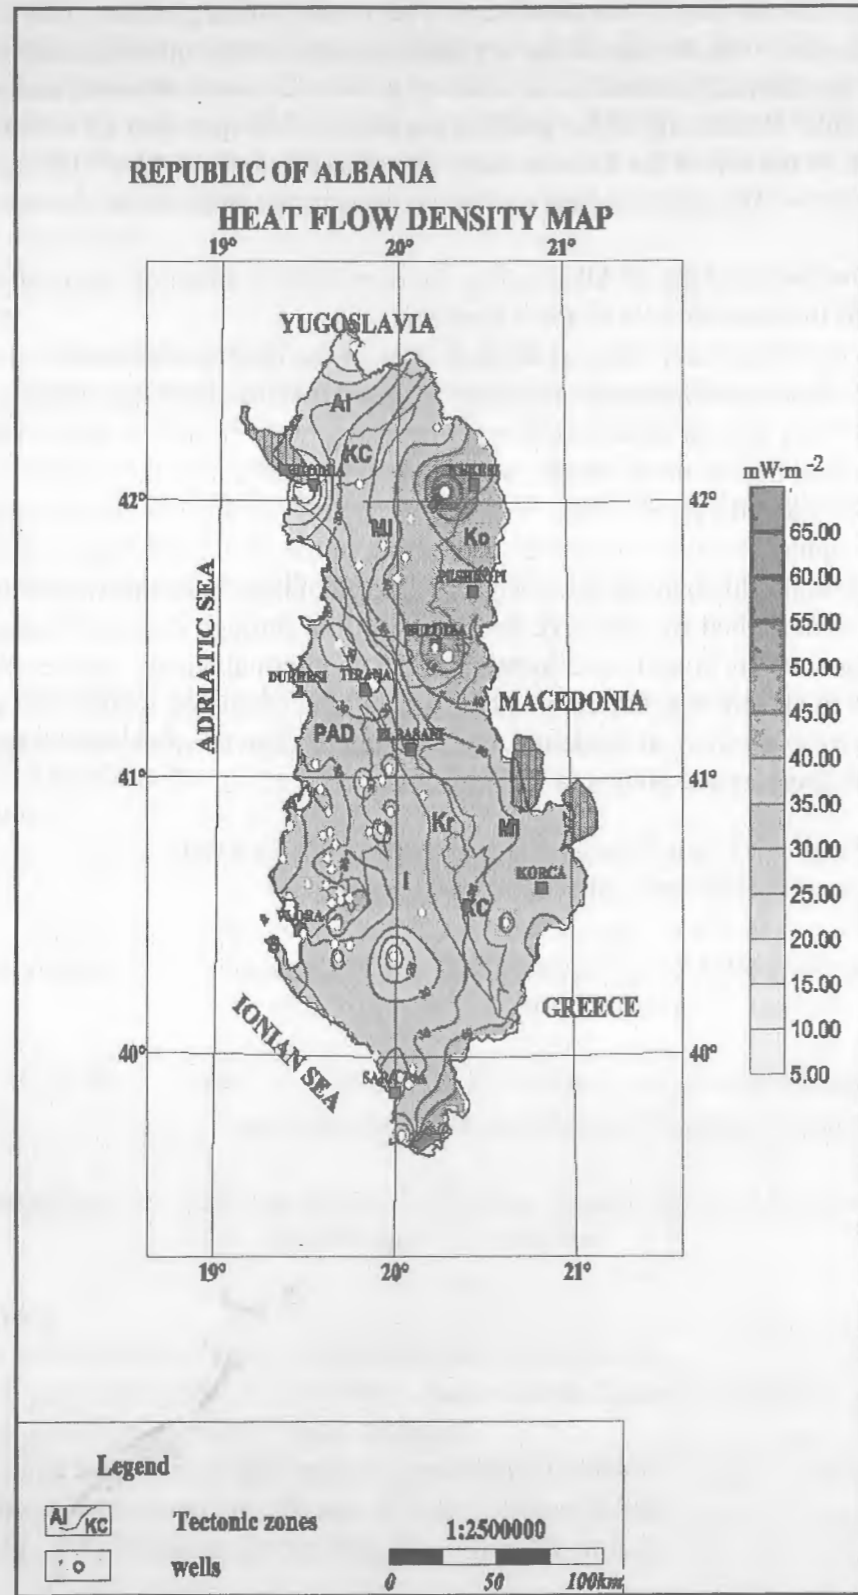 REPUBLIC OF ALBANIA
HEAT FLOW DENSITY MAP
19° 20° 21°
YUGOSLAVIA
Al
KC
mW·m⁻²
42° 42°
MI
Ko
65.00
60.00
PESHKOPI
55.00
50.00
ADRIATIC SEA
DURRESI TIRANA
MACEDONIA
45.00
PAD
ELBASANI
40.00
41° 41°
35.00
Kr
30.00
I
KORCA
25.00
VLORA
20.00
15.00
IONIAN SEA
GREECE
10.00
40° 40°
5.00
19° 20° 21°
Legend
Al KC Tectonic zones
1:2500000
wells
0 50 100km